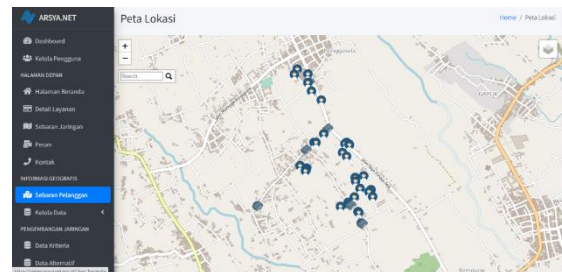 ARSYA.NET
Peta Lokasi
Home / Peta Lokasi
Dashboard
Kelola Pengguna
HALAMAN DEPAN
Halaman Beranda
Detail Layanan
Sebaran Jaringan
Pesan
Kontak
INFORMASI GEOGRAFIS
Sebaran Pelanggan
Kelola Data
PENGEMBANGAN JARINGAN
Data Kriteria
Data Alternatif
+
−
Search